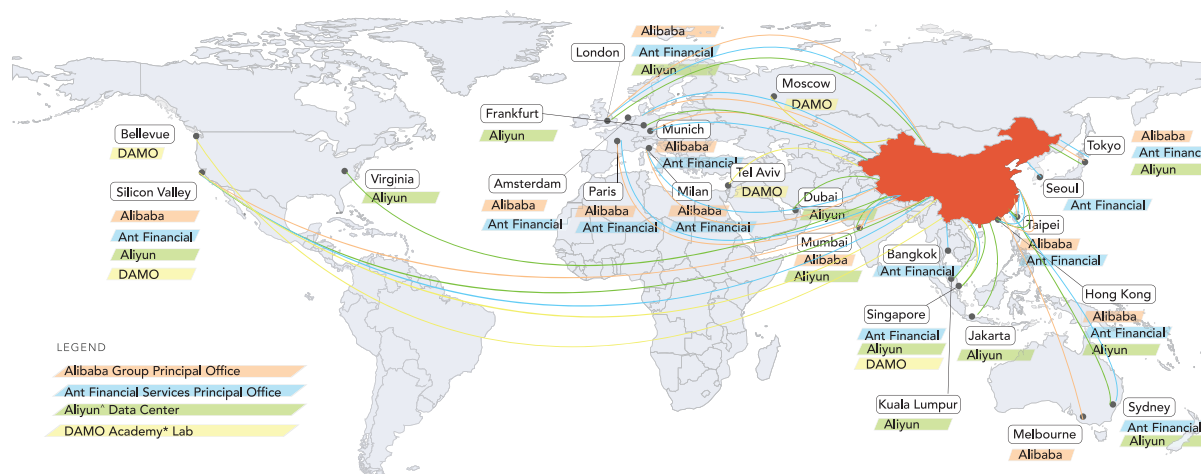 Alibaba
London
Ant Financial
Aliyun
Moscow
DAMO
Frankfurt
Aliyun
Munich
Alibaba
Ant Financial
Bellevue
DAMO
Tokyo
Alibaba
Ant Financi
Aliyun
Silicon Valley
Alibaba
Ant Financial
Aliyun
DAMO
Virginia
Aliyun
Amsterdam
Alibaba
Ant Financial
Paris
Alibaba
Ant Financial
Milan
Alibaba
Ant Financial
Tel Aviv
DAMO
Dubai
Aliyun
Seoul
Ant Financial
Mumbai
Alibaba
Aliyun
Bangkok
Ant Financial
Taipei
Alibaba
Ant Financial
Hong Kong
Alibaba
Ant Financial
Aliyun
Singapore
Ant Financial
Aliyun
DAMO
Jakarta
Aliyun
Kuala Lumpur
Aliyun
Melbourne
Alibaba
Sydney
Ant Financial
Aliyun
LEGEND
Alibaba Group Principal Office
Ant Financial Services Principal Office
Aliyun^ Data Center
DAMO Academy* Lab